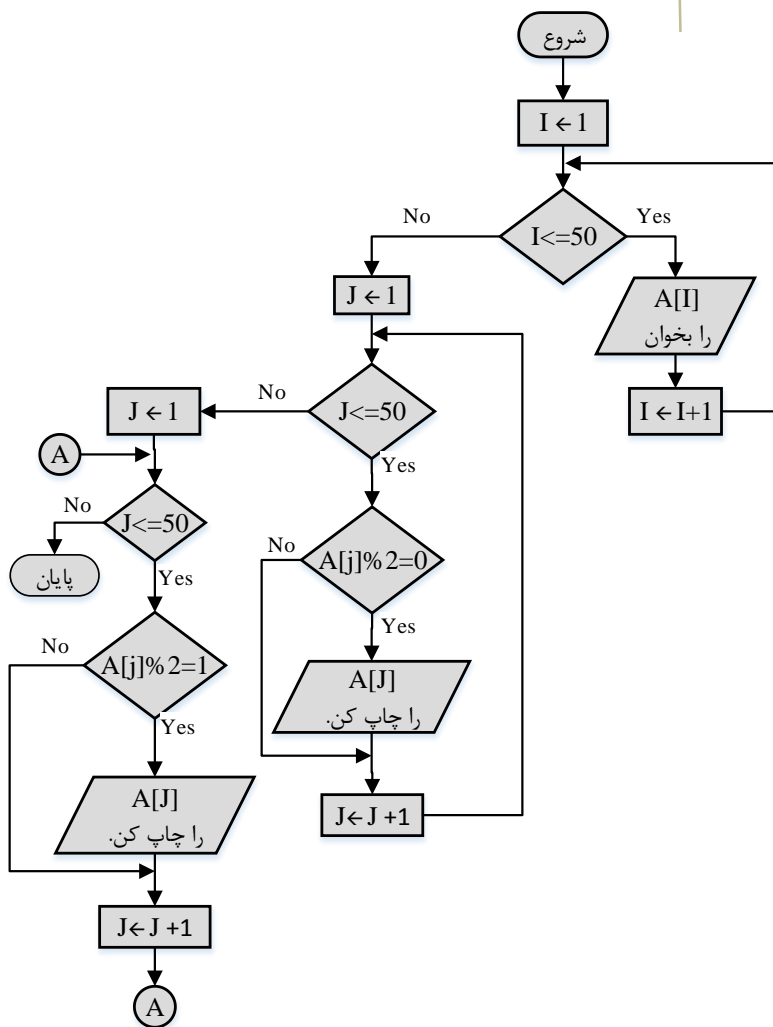 شروع
I ← 1
I<=50
Yes
No
A[I]
را بخوان
I ← I+1
J ← 1
J<=50
No
Yes
A[j]%2=0
No
Yes
A[J]
را چاپ کن.
J← J +1
J ← 1
A
J<=50
No
پایان
Yes
A[j]%2=1
No
Yes
A[J]
را چاپ کن.
J← J +1
A